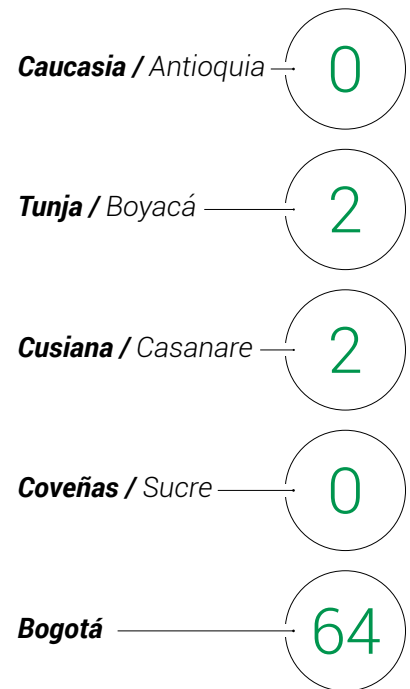 Caucasia / Antioquia 0
Tunja / Boyacá 2
Cusiana / Casanare 2
Coveñas / Sucre 0
Bogotá 64